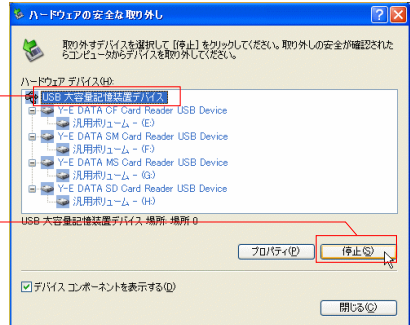 ハードウェアの安全な取り外し
取り外すデバイスを選択して [停止] をクリックしてください。取り外しの安全が確認された
らコンピュータからデバイスを取り外してください。
ハードウェア デバイス(H):
USB 大容量記憶装置デバイス
Y-E DATA CF Card Reader USB Device
汎用ボリューム - (E:)
Y-E DATA SM Card Reader USB Device
汎用ボリューム - (F:)
Y-E DATA MS Card Reader USB Device
汎用ボリューム - (G:)
Y-E DATA SD Card Reader USB Device
汎用ボリューム - (H:)
USB 大容量記憶装置デバイス 場所: 場所 0
プロパティ(P)
停止(S)
デバイス コンポーネントを表示する(D)
閉じる(C)